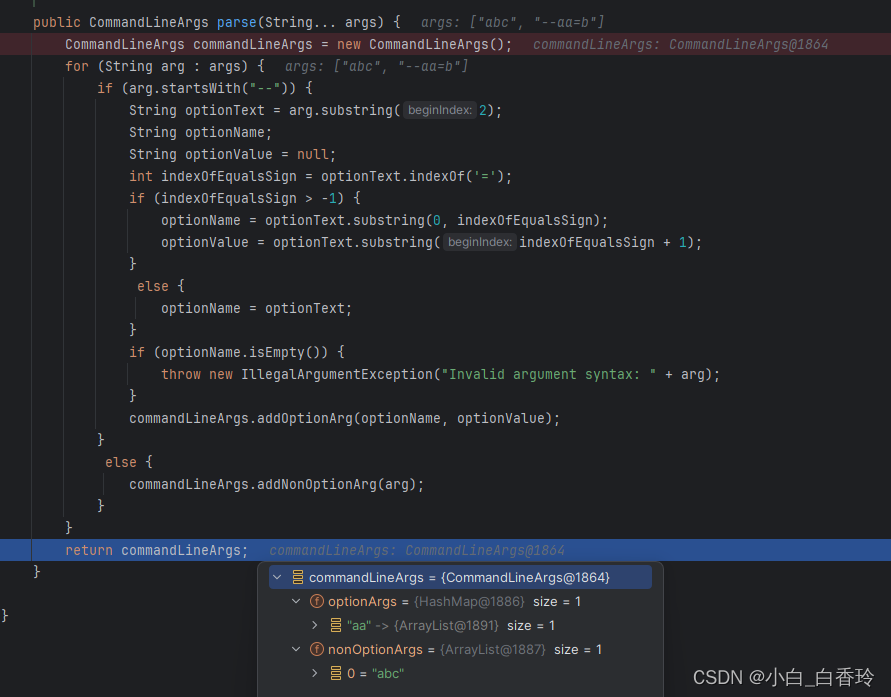 public CommandLineArgs parse(String... args) {   args: ["abc", "--aa=b"]
    CommandLineArgs commandLineArgs = new CommandLineArgs();   commandLineArgs: CommandLineArgs@1864
    for (String arg : args) {   args: ["abc", "--aa=b"]
        if (arg.startsWith("--")) {
            String optionText = arg.substring( beginIndex: 2);
            String optionName;
            String optionValue = null;
            int indexOfEqualsSign = optionText.indexOf('=');
            if (indexOfEqualsSign > -1) {
                optionName = optionText.substring(0, indexOfEqualsSign);
                optionValue = optionText.substring( beginIndex: indexOfEqualsSign + 1);
            }
             else {
                optionName = optionText;
            }
            if (optionName.isEmpty()) {
                throw new IllegalArgumentException("Invalid argument syntax: " + arg);
            }
            commandLineArgs.addOptionArg(optionName, optionValue);
        }
         else {
            commandLineArgs.addNonOptionArg(arg);
        }
    }
    return commandLineArgs;   commandLineArgs: CommandLineArgs@1864
}
commandLineArgs = {CommandLineArgs@1864}
f optionArgs = {HashMap@1886} size = 1
}
"aa" -> {ArrayList@1891} size = 1
f nonOptionArgs = {ArrayList@1887} size = 1
0 = "abc"
CSDN @小白_白香玲